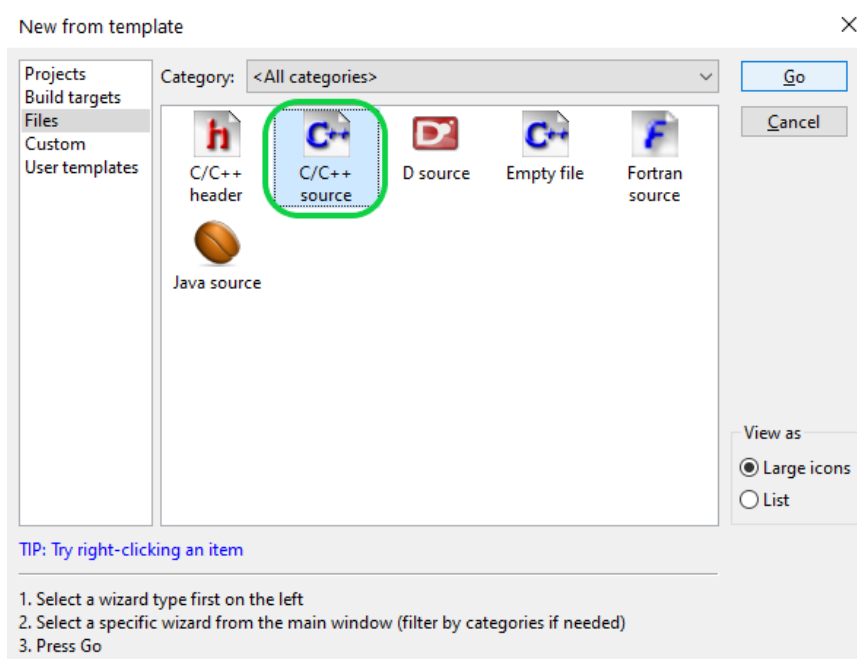 New from template
Projects
Build targets
Files
Custom
User templates
Category: <All categories>
h
C/C++
header
C++
C/C++
source
D
D source
C++
Empty file
F
Fortran
source
Java source
Go
Cancel
View as
Large icons
List
TIP: Try right-clicking an item
1. Select a wizard type first on the left
2. Select a specific wizard from the main window (filter by categories if needed)
3. Press Go